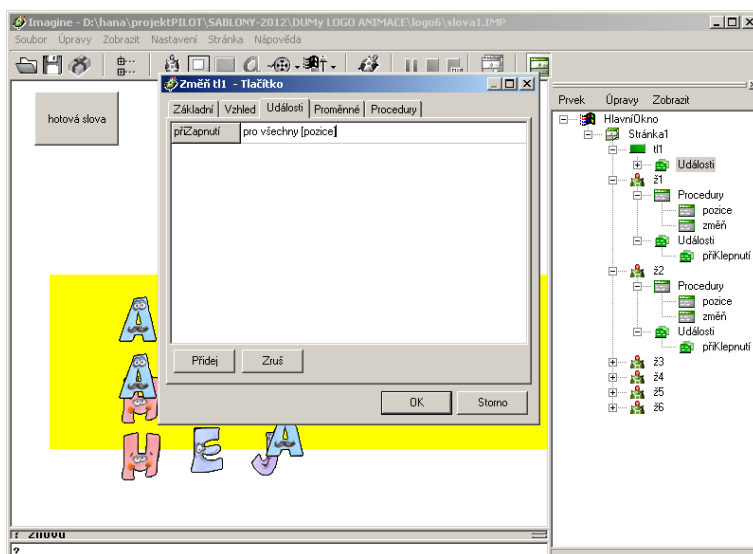 Imagine - D:\hana\projektPILOT\SABLONY-2012\DUMy LOGO ANIMACE\logo6\slova1.IMP
Soubor Úpravy Zobrazit Nastavení Stránka Nápověda
hotová slova
Změň tl1 - Tlačítko
Základní Vzhled Události Proměnné Procedury
přiZapnutí pro všechny [pozice]
Přidej Zruš
OK Storno
A
A
H
H E J A
? znovu
?
Prvek Úpravy Zobrazit
HlavníOkno
Stránka1
tl1
Události
ž1
Procedury
pozice
změň
Události
přiKlepnutí
ž2
Procedury
pozice
změň
Události
přiKlepnutí
ž3
ž4
ž5
ž6